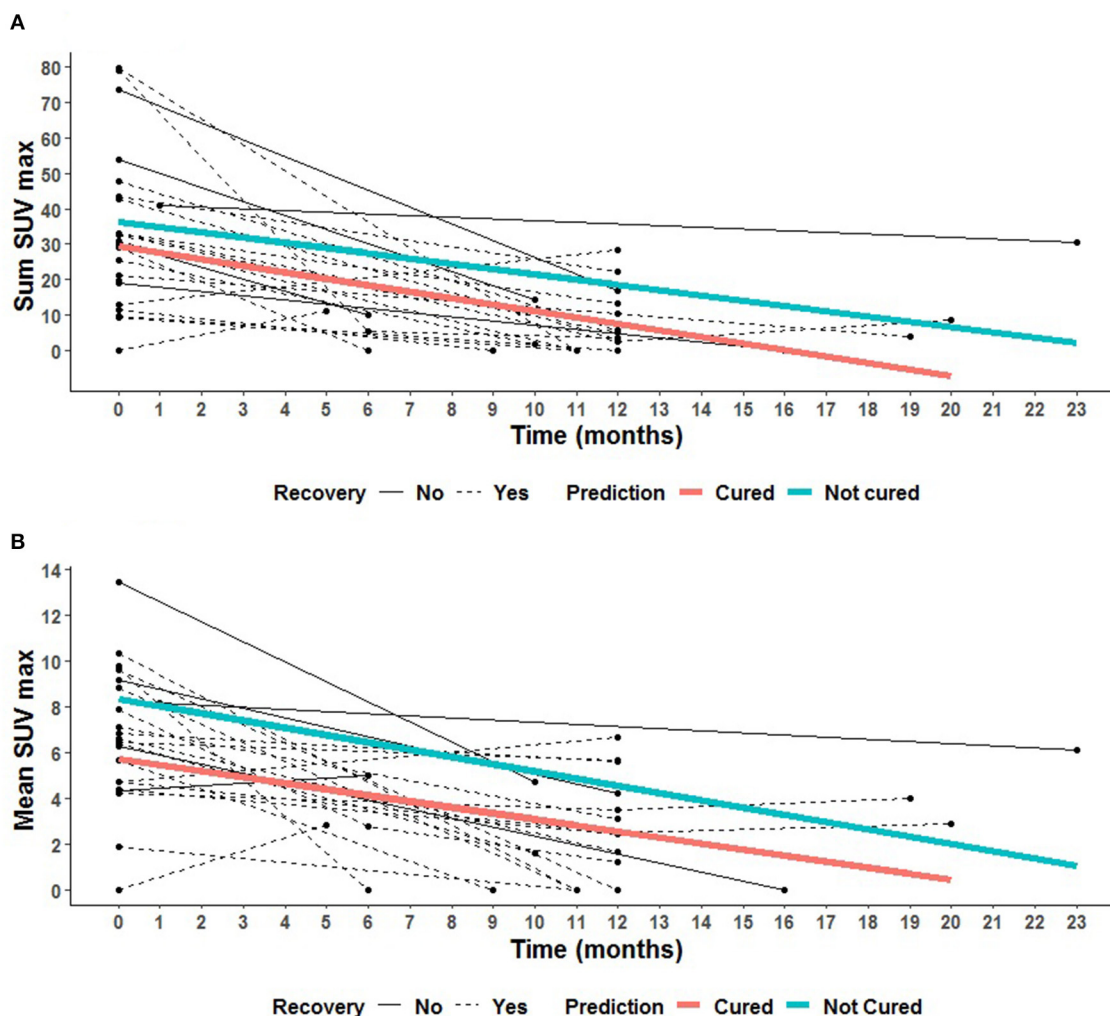 A
80
70
60
50
40
30
20
10
0
Sum SUV max
0 1 2 3 4 5 6 7 8 9 10 11 12 13 14 15 16 17 18 19 20 21 22 23
Time (months)
Recovery No Yes Prediction Cured Not cured
B
14
12
10
8
6
4
2
0
Mean SUV max
0 1 2 3 4 5 6 7 8 9 10 11 12 13 14 15 16 17 18 19 20 21 22 23
Time (months)
Recovery No Yes Prediction Cured Not Cured